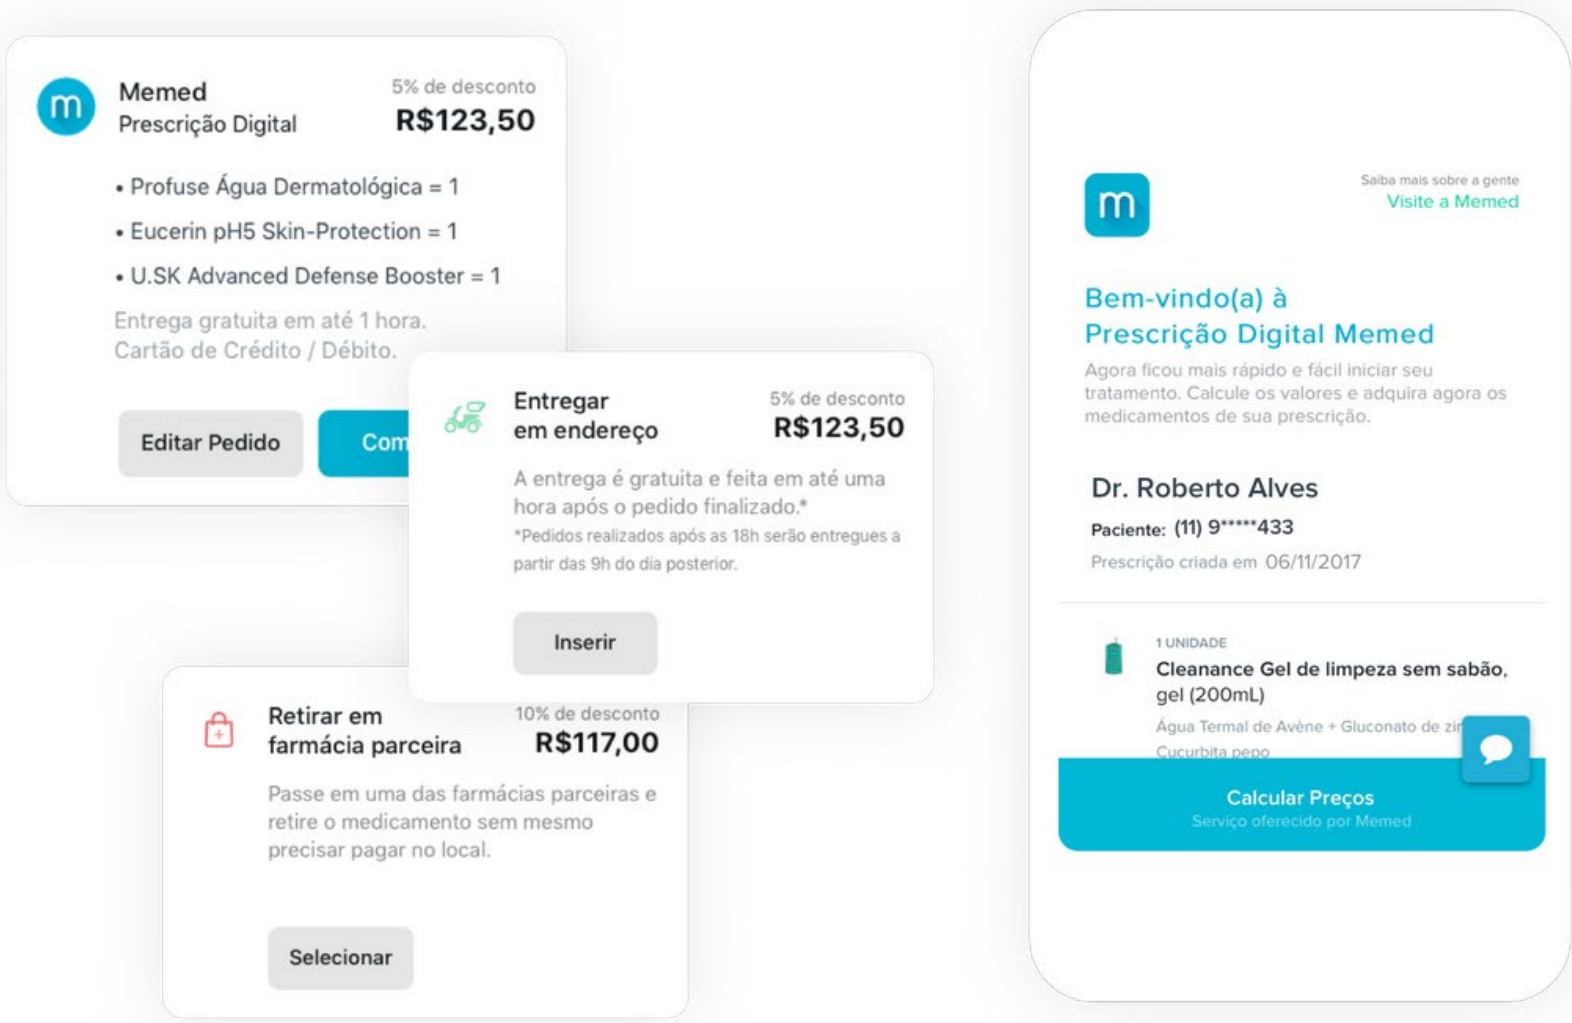 m
Memed
Prescrição Digital
5% de desconto
R$123,50
• Profuse Água Dermatológica = 1
• Eucerin pH5 Skin-Protection = 1
• U.SK Advanced Defense Booster = 1
Entrega gratuita em até 1 hora.
Cartão de Crédito / Débito.
Editar Pedido
Com
Entregar
em endereço
5% de desconto
R$123,50
A entrega é gratuita e feita em até uma
hora após o pedido finalizado.*
*Pedidos realizados após as 18h serão entregues a
partir das 9h do dia posterior.
Inserir
Retirar em
farmácia parceira
10% de desconto
R$117,00
Passe em uma das farmácias parceiras e
retire o medicamento sem mesmo
precisar pagar no local.
Selecionar
m
Saiba mais sobre a gente
Visite a Memed
Bem-vindo(a) à
Prescrição Digital Memed
Agora ficou mais rápido e fácil iniciar seu
tratamento. Calcule os valores e adquira agora os
medicamentos de sua prescrição.
Dr. Roberto Alves
Paciente: (11) 9*****433
Prescrição criada em 06/11/2017
1 UNIDADE
Cleanance Gel de limpeza sem sabão,
gel (200mL)
Água Termal de Avène + Gluconato de zin
Cucurbita pepo
Calcular Preços
Serviço oferecido por Memed